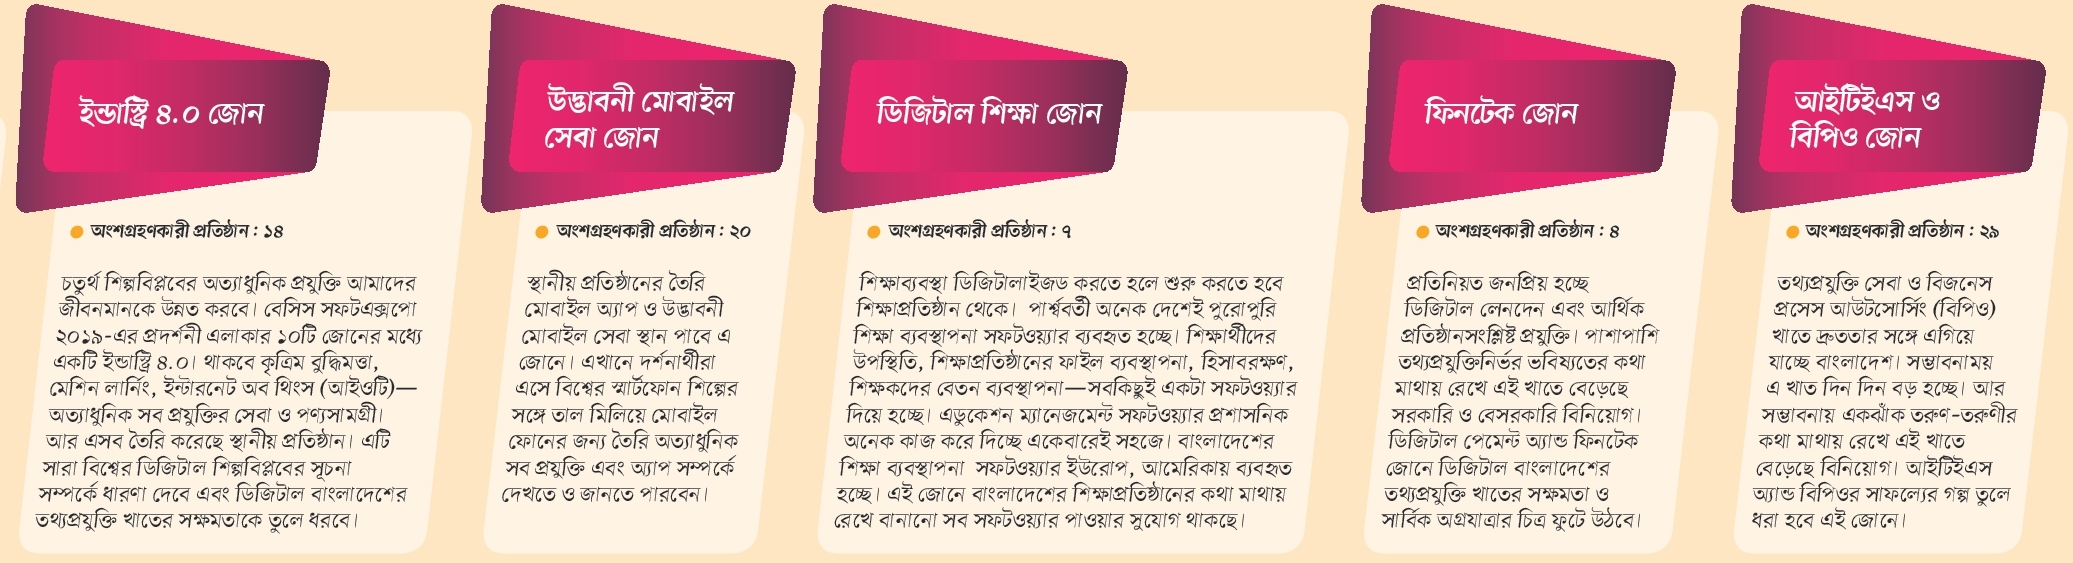 ইন্ডাস্ট্রি ৪.০ জোন
অংশগ্রহণকারী প্রতিষ্ঠান : ১৪
চতুর্থ শিল্পবিপ্লবের অত্যাধুনিক প্রযুক্তি আমাদের
জীবনমানকে উন্নত করবে। বেসিস সফটএক্সপো
২০১৯-এর প্রদর্শনী এলাকার ১০টি জোনের মধ্যে
একটি ইন্ডাস্ট্রি ৪.০। থাকবে কৃত্রিম বুদ্ধিমত্তা,
মেশিন লার্নিং, ইন্টারনেট অব থিংস (আইওটি)—
অত্যাধুনিক সব প্রযুক্তির সেবা ও পণ্যসামগ্রী।
আর এসব তৈরি করেছে স্থানীয় প্রতিষ্ঠান। এটি
সারা বিশ্বের ডিজিটাল শিল্পবিপ্লবের সূচনা
সম্পর্কে ধারণা দেবে এবং ডিজিটাল বাংলাদেশের
তথ্যপ্রযুক্তি খাতের সক্ষমতাকে তুলে ধরবে।
উদ্ভাবনী মোবাইল
সেবা জোন
অংশগ্রহণকারী প্রতিষ্ঠান : ২০
স্থানীয় প্রতিষ্ঠানের তৈরি
মোবাইল অ্যাপ ও উদ্ভাবনী
মোবাইল সেবা স্থান পাবে এ
জোনে। এখানে দর্শনার্থীরা
এসে বিশ্বের স্মার্টফোন শিল্পের
সঙ্গে তাল মিলিয়ে মোবাইল
ফোনের জন্য তৈরি অত্যাধুনিক
সব প্রযুক্তি এবং অ্যাপ সম্পর্কে
দেখতে ও জানতে পারবেন।
ডিজিটাল শিক্ষা জোন
অংশগ্রহণকারী প্রতিষ্ঠান : ৭
শিক্ষাব্যবস্থা ডিজিটালাইজড করতে হলে শুরু করতে হবে
শিক্ষাপ্রতিষ্ঠান থেকে। পার্শ্ববর্তী অনেক দেশেই পুরোপুরি
শিক্ষা ব্যবস্থাপনা সফটওয়্যার ব্যবহৃত হচ্ছে। শিক্ষার্থীদের
উপস্থিতি, শিক্ষাপ্রতিষ্ঠানের ফাইল ব্যবস্থাপনা, হিসাবরক্ষণ,
শিক্ষকদের বেতন ব্যবস্থাপনা—সবকিছুই একটা সফটওয়্যার
দিয়ে হচ্ছে। এডুকেশন ম্যানেজমেন্ট সফটওয়্যার প্রশাসনিক
অনেক কাজ করে দিচ্ছে একেবারেই সহজে। বাংলাদেশের
শিক্ষা ব্যবস্থাপনা সফটওয়্যার ইউরোপ, আমেরিকায় ব্যবহৃত
হচ্ছে। এই জোনে বাংলাদেশের শিক্ষাপ্রতিষ্ঠানের কথা মাথায়
রেখে বানানো সব সফটওয়্যার পাওয়ার সুযোগ থাকছে।
ফিনটেক জোন
অংশগ্রহণকারী প্রতিষ্ঠান : ৪
প্রতিনিয়ত জনপ্রিয় হচ্ছে
ডিজিটাল লেনদেন এবং আর্থিক
প্রতিষ্ঠানসংশ্লিষ্ট প্রযুক্তি। পাশাপাশি
তথ্যপ্রযুক্তিনির্ভর ভবিষ্যতের কথা
মাথায় রেখে এই খাতে বেড়েছে
সরকারি ও বেসরকারি বিনিয়োগ।
ডিজিটাল পেমেন্ট অ্যান্ড ফিনটেক
জোনে ডিজিটাল বাংলাদেশের
তথ্যপ্রযুক্তি খাতের সক্ষমতা ও
সার্বিক অগ্রযাত্রার চিত্র ফুটে উঠবে।
আইটিইএস ও
বিপিও জোন
অংশগ্রহণকারী প্রতিষ্ঠান : ২৯
তথ্যপ্রযুক্তি সেবা ও বিজনেস
প্রসেস আউটসোর্সিং (বিপিও)
খাতে দ্রুততার সঙ্গে এগিয়ে
যাচ্ছে বাংলাদেশ। সম্ভাবনাময়
এ খাত দিন দিন বড় হচ্ছে। আর
সম্ভাবনায় একঝাঁক তরুণ-তরুণীর
কথা মাথায় রেখে এই খাতে
বেড়েছে বিনিয়োগ। আইটিইএস
অ্যান্ড বিপিওর সাফল্যের গল্প তুলে
ধরা হবে এই জোনে।